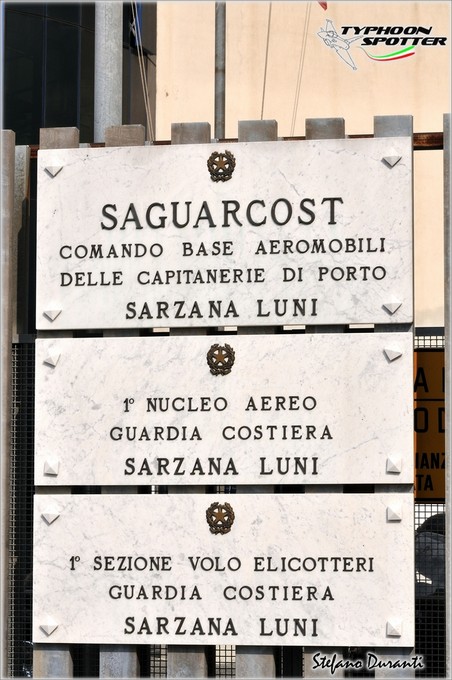 TYPHOON
SPOTTER
SAGUARCOST
COMANDO BASE AEROMOBILI
DELLE CAPITANERIE DI PORTO
SARZANA LUNI
1° NUCLEO AEREO
GUARDIA COSTIERA
SARZANA LUNI
1° SEZIONE VOLO ELICOTTERI
GUARDIA COSTIERA
SARZANA LUNI
Stefano Duranti